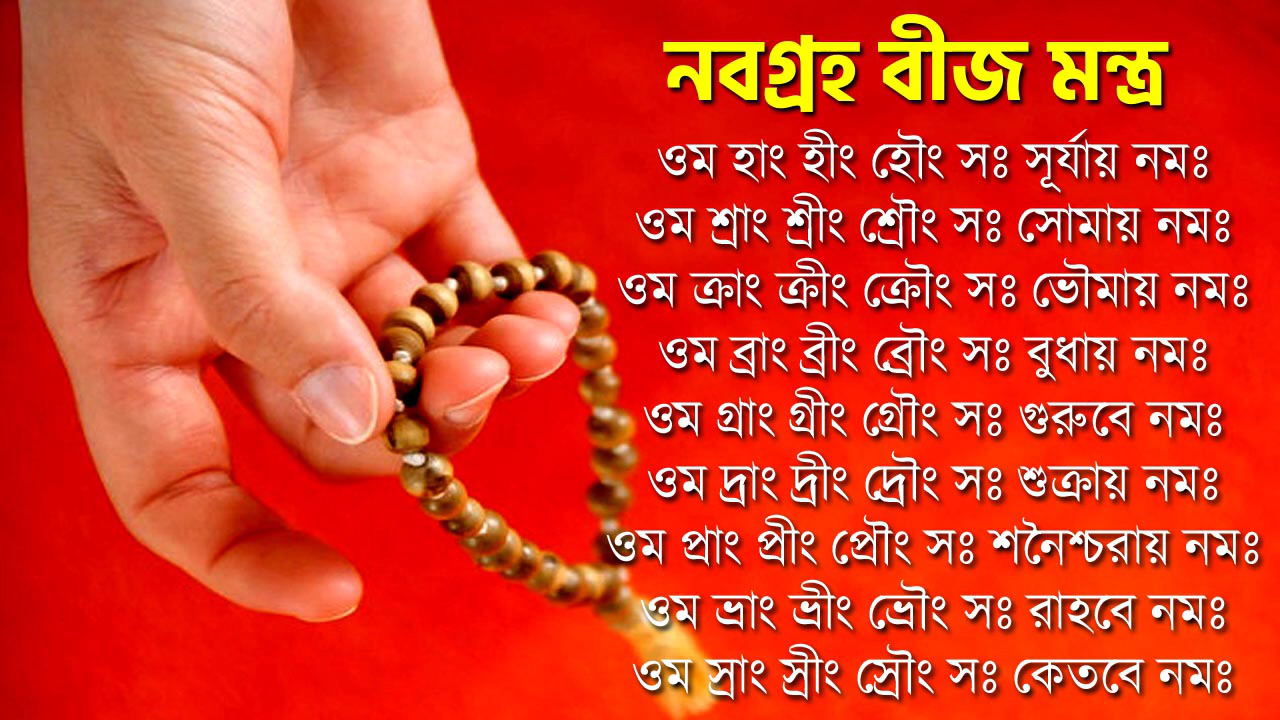 নবগ্রহ বীজ মন্ত্র
ওম হাং হীং হৌং সঃ সূর্যায় নমঃ
ওম শ্রাং শ্রীং শ্রৌং সঃ সোমায় নমঃ
ওম ক্রাং ক্রীং ক্রৌং সঃ ভৌমায় নমঃ
ওম ব্রাং ব্রীং ব্রৌং সঃ বুধায় নমঃ
ওম গ্রাং গ্রীং গ্রৌং সঃ গুরুবে নমঃ
ওম দ্রাং দ্রীং দ্রৌং সঃ শুক্রায় নমঃ
ওম প্রাং প্রীং প্রৌং সঃ শনৈশ্চরায় নমঃ
ওম ভ্রাং ভ্রীং ভ্রৌং সঃ রাহবে নমঃ
ওম স্রাং স্রীং স্রৌং সঃ কেতবে নমঃ